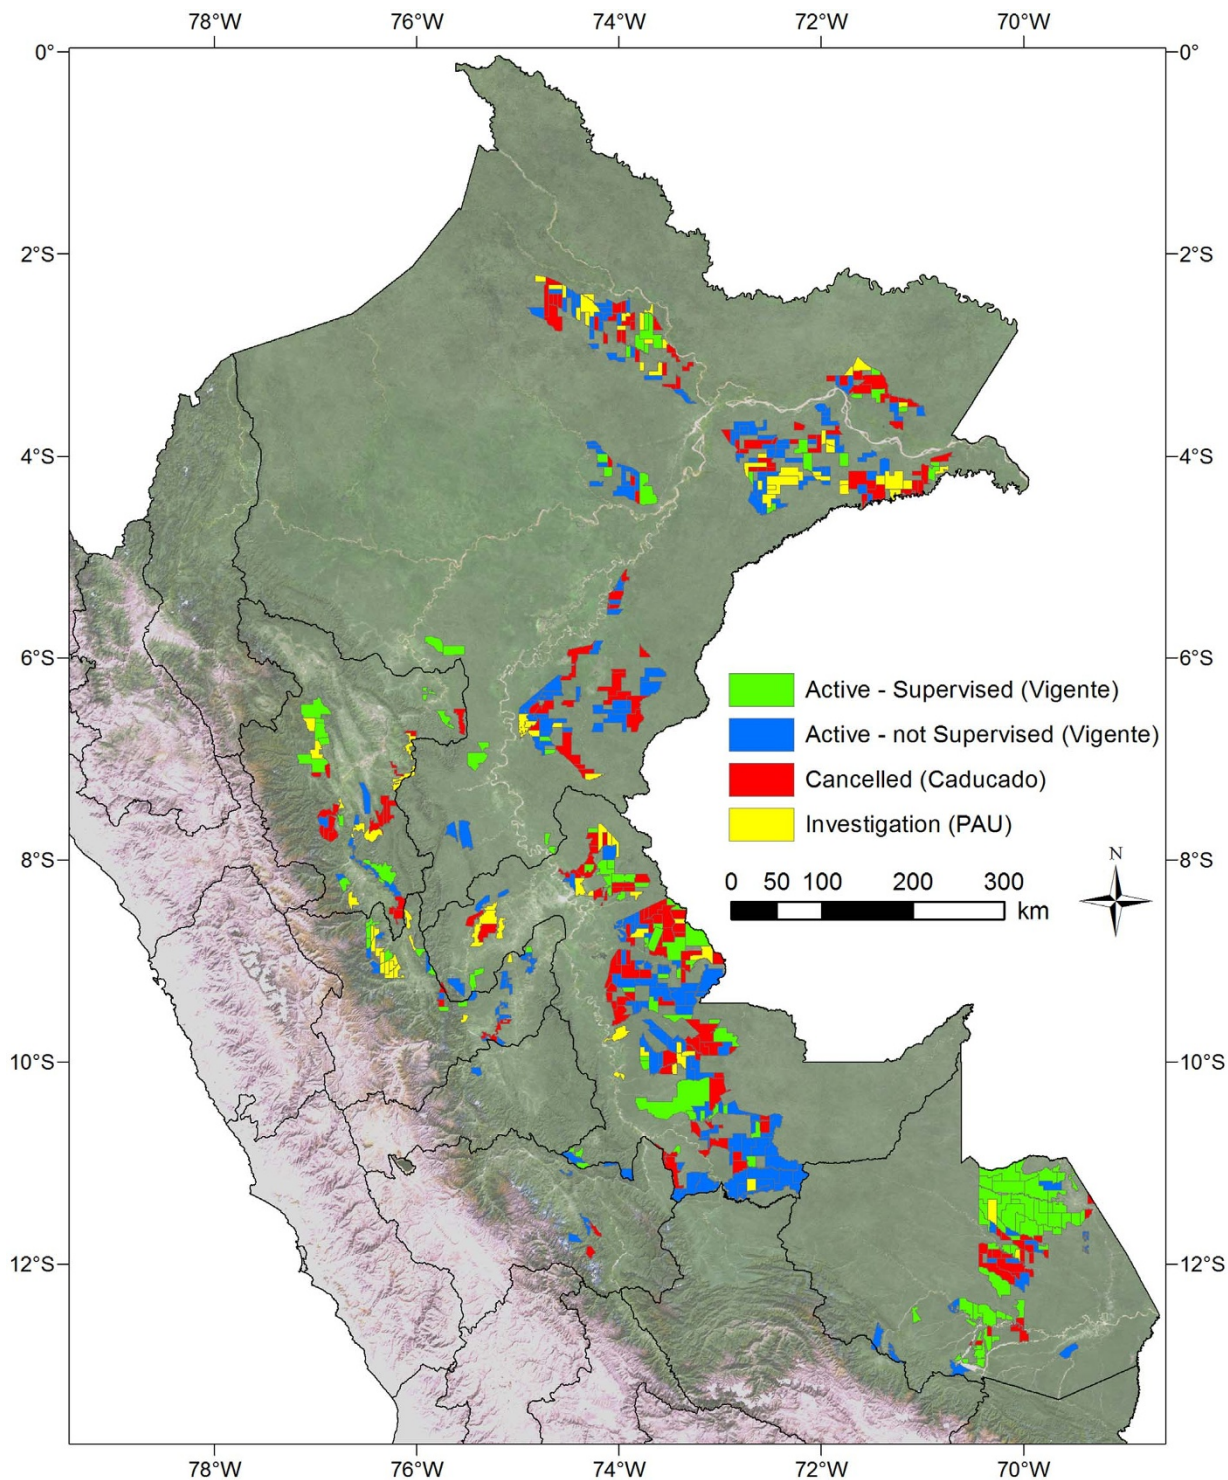 78°W 76°W 74°W 72°W 70°W
0° 0°
2°S 2°S
4°S 4°S
6°S 6°S
Active - Supervised (Vigente)
Active - not Supervised (Vigente)
Cancelled (Caducado)
Investigation (PAU)
8°S 8°S
N
0 50 100 200 300
km
10°S 10°S
12°S 12°S
78°W 76°W 74°W 72°W 70°W